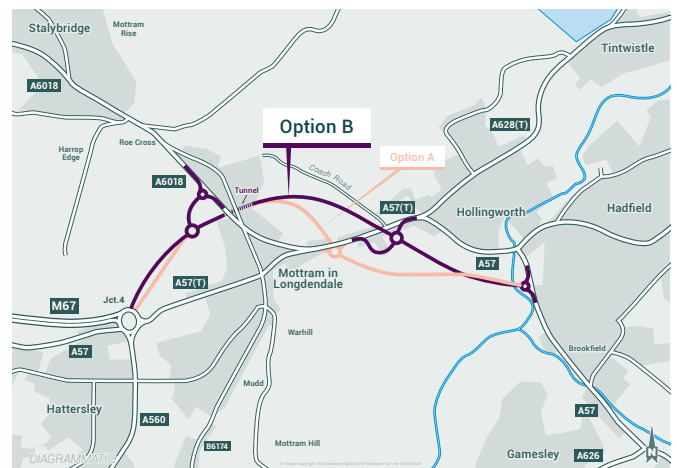 Stalybridge
Mottram
Rise
Tintwistle
A6018
Option B
A628(T)
Roe Cross
Harrop
Edge
Option A
Coach Road
A6018
Tunnel
A57(T)
Hollingworth
Hadfield
A57
A57(T)
Mottram in
Longdendale
M67
Jct.4
Warhill
A57
Brookfield
Mudd
Hattersley
A560
A57
B6174
Mottram Hill
Gamesley
A626
N
DIAGRAMMATIC